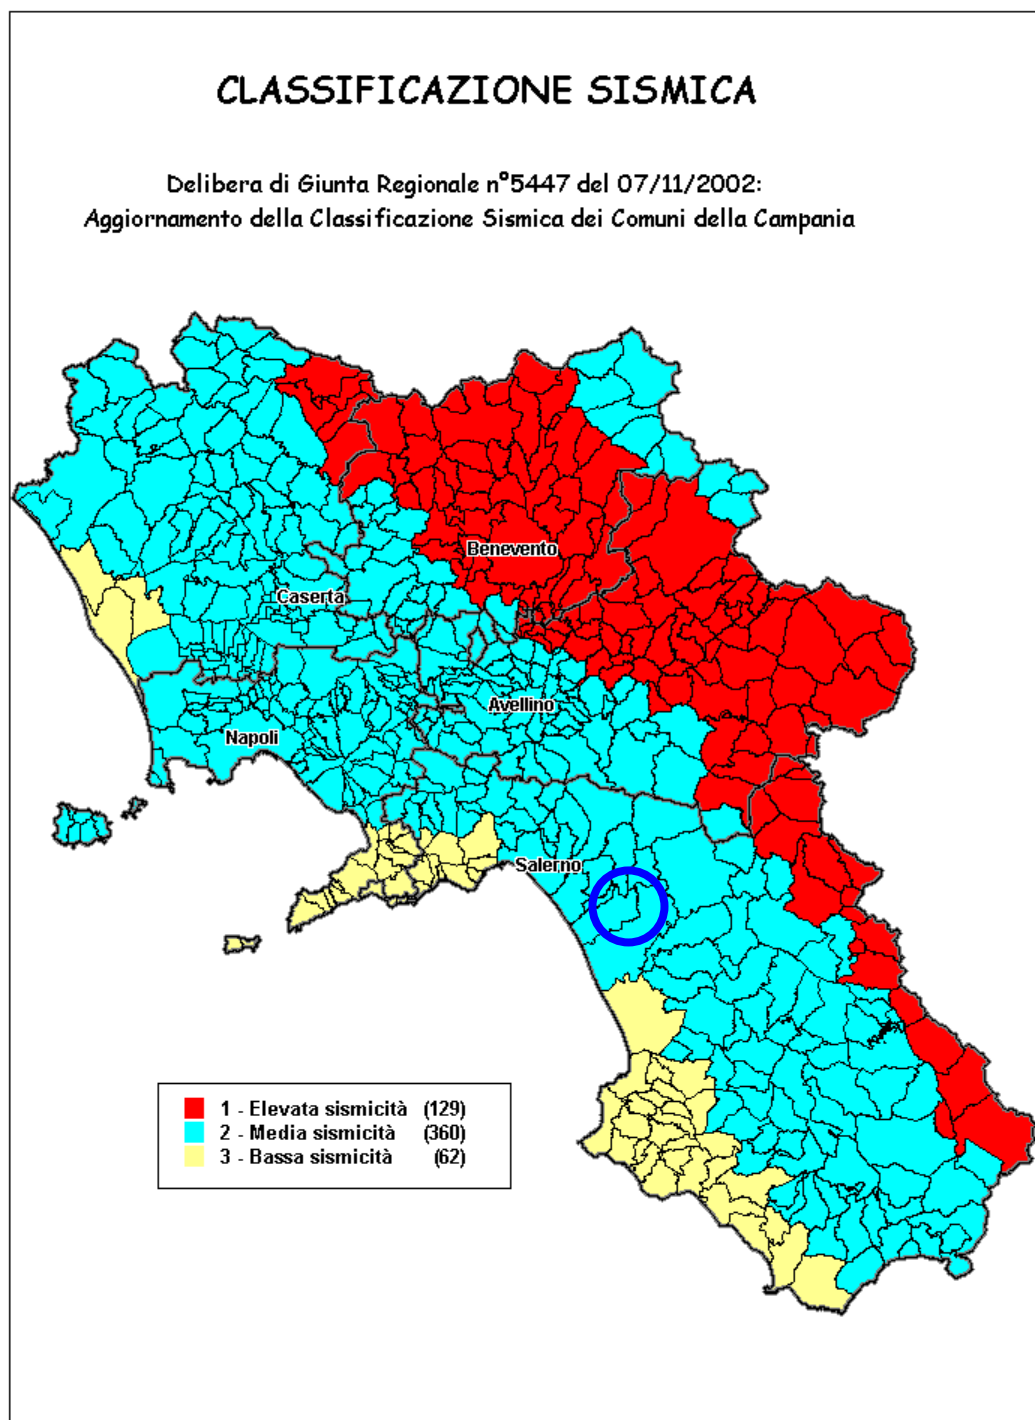 CLASSIFICAZIONE SISMICA
Delibera di Giunta Regionale n°5447 del 07/11/2002:
Aggiornamento della Classificazione Sismica dei Comuni della Campania
Benevento
Caserta
Avellino
Napoli
Salerno
1 - Elevata sismicità (129)
2 - Media sismicità (360)
3 - Bassa sismicità (62)